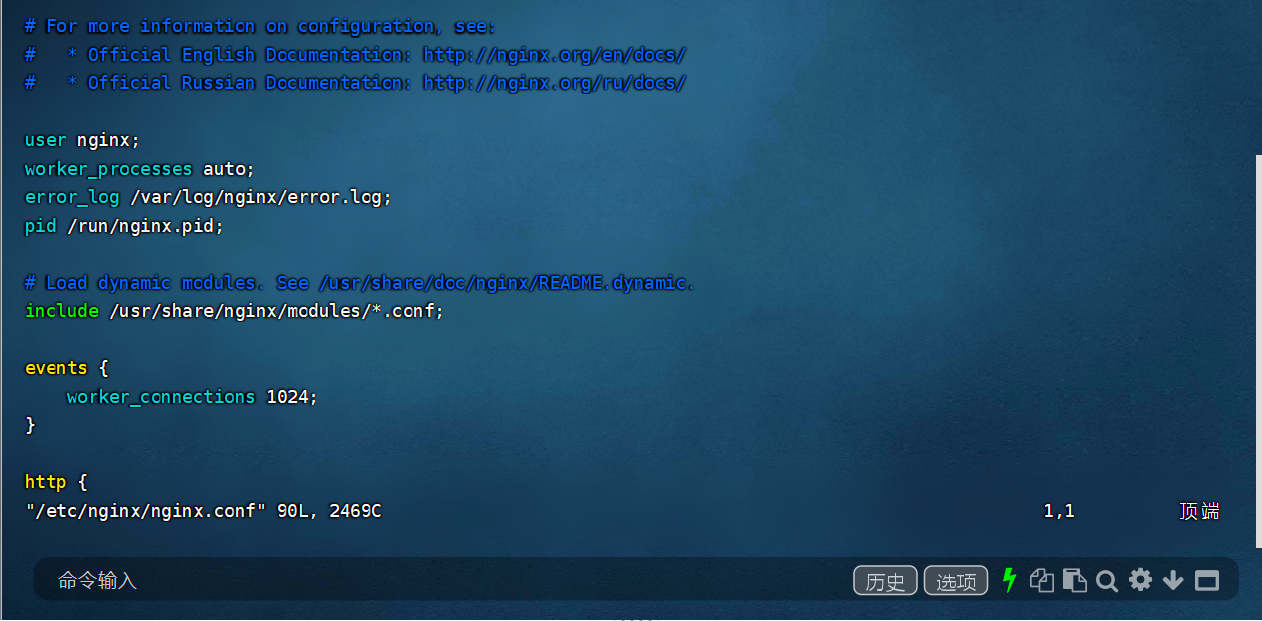 # For more information on configuration, see:
#   * Official English Documentation: http://nginx.org/en/docs/
#   * Official Russian Documentation: http://nginx.org/ru/docs/
user nginx;
worker_processes auto;
error_log /var/log/nginx/error.log;
pid /run/nginx.pid;
# Load dynamic modules. See /usr/share/doc/nginx/README.dynamic.
include /usr/share/nginx/modules/*.conf;
events {
    worker_connections 1024;
}
http {
"/etc/nginx/nginx.conf" 90L, 2469C 1,1 顶端
命令输入 历史 选项